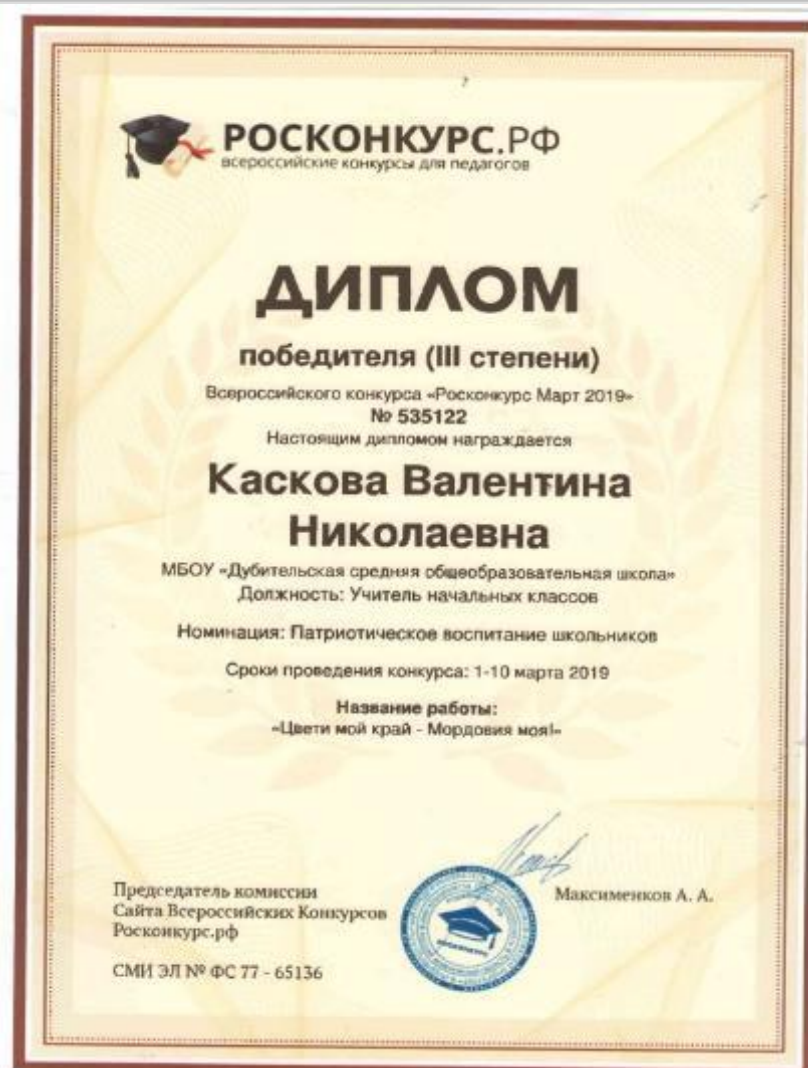 РОСКОНКУРС.РФ
всероссийские конкурсы для педагогов
ДИПЛОМ
победителя (III степени)
Всероссийского конкурса «Росконкурс Март 2019»
№ 535122
Настоящим дипломом награждается
Каскова Валентина
Николаевна
МБОУ «Дубительская средняя общеобразовательная школа»
Должность: Учитель начальных классов
Номинация: Патриотическое воспитание школьников
Сроки проведения конкурса: 1-10 марта 2019
Название работы:
«Цвети мой край - Мордовия моя!»
Председатель комиссии
Сайта Всероссийских Конкурсов
Росконкурс.рф
Максименков А. А.
СМИ ЭЛ № ФС 77 - 65136